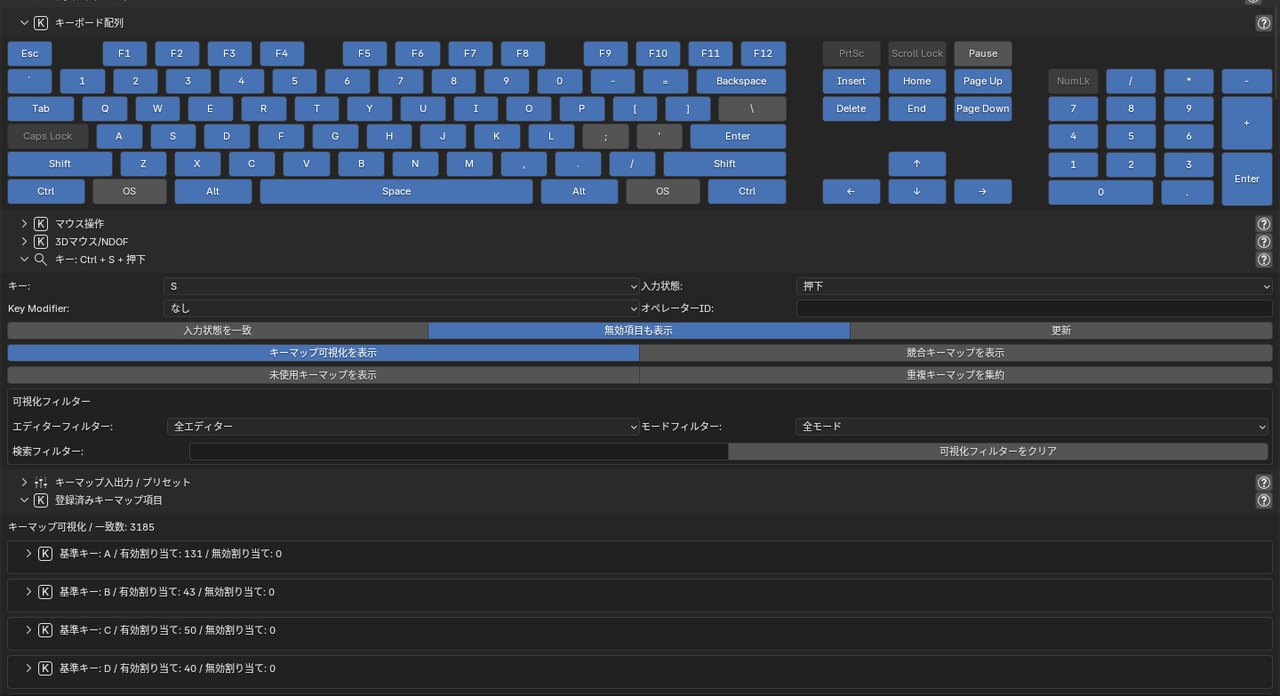 キーボード配列
Esc F1 F2 F3 F4 F5 F6 F7 F8 F9 F10 F11 F12 PrtSc Scroll Lock Pause
` 1 2 3 4 5 6 7 8 9 0 - = Backspace Insert Home Page Up NumLk / * -
Tab Q W E R T Y U I O P [ ] \ Delete End Page Down 7 8 9 +
Caps Lock A S D F G H J K L ; ' Enter 4 5 6
Shift Z X C V B N M , . / Shift ↑ 1 2 3 Enter
Ctrl OS Alt Space Alt OS Ctrl ← ↓ → 0 .
マウス操作
3Dマウス/NDOF
キー: Ctrl + S + 押下
キー: S 入力状態: 押下
Key Modifier: なし オペレーターID:
入力状態を一致 無効項目も表示 更新
キーマップ可視化を表示 競合キーマップを表示
未使用キーマップを表示 重複キーマップを集約
可視化フィルター
エディターフィルター: 全エディター モードフィルター: 全モード
検索フィルター: 可視化フィルターをクリア
キーマップ入出力 / プリセット
登録済みキーマップ項目
キーマップ可視化 / 一致数: 3185
基準キー: A / 有効割り当て: 131 / 無効割り当て: 0
基準キー: B / 有効割り当て: 43 / 無効割り当て: 0
基準キー: C / 有効割り当て: 50 / 無効割り当て: 0
基準キー: D / 有効割り当て: 40 / 無効割り当て: 0